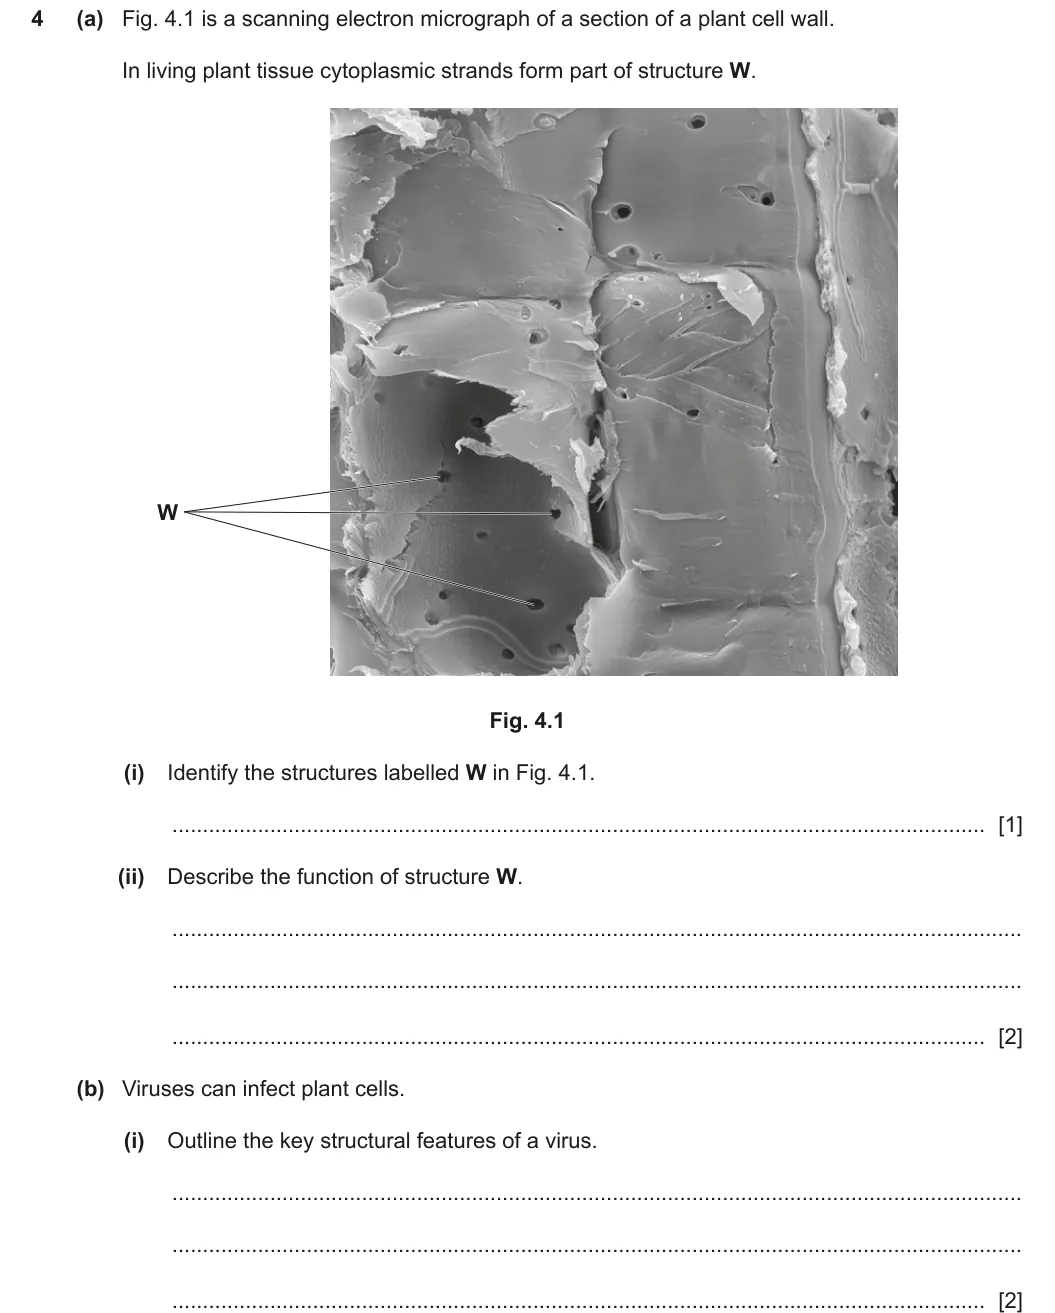 4 (a) Fig. 4.1 is a scanning electron micrograph of a section of a plant cell wall.
In living plant tissue cytoplasmic strands form part of structure W.
W
Fig. 4.1
(i) Identify the structures labelled W in Fig. 4.1.
[1]
(ii) Describe the function of structure W.
[2]
(b) Viruses can infect plant cells.
(i) Outline the key structural features of a virus.
[2]